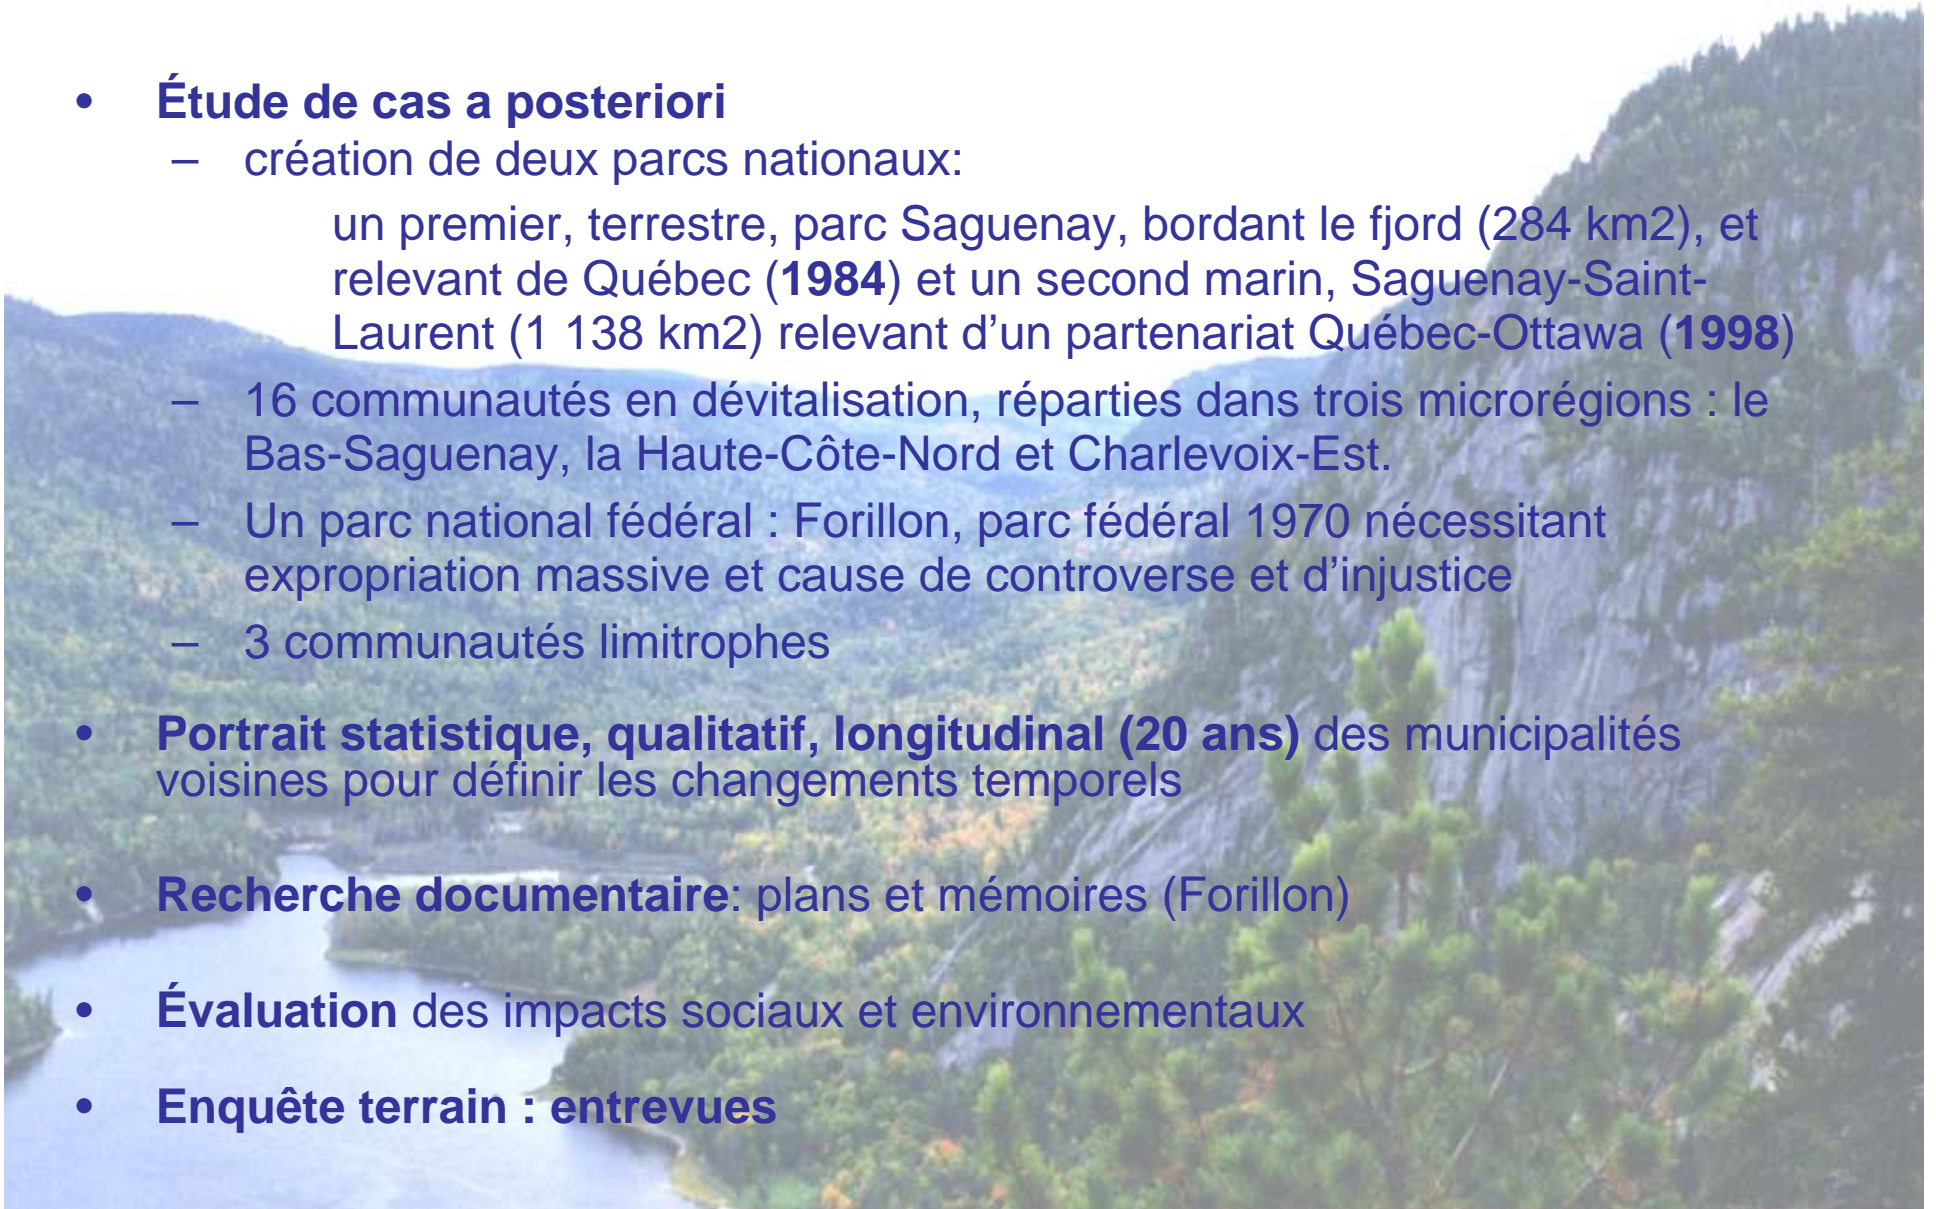 • Étude de cas a posteriori
– création de deux parcs nationaux:
un premier, terrestre, parc Saguenay, bordant le fjord (284 km2), et
relevant de Québec (1984) et un second marin, Saguenay-Saint-
Laurent (1 138 km2) relevant d’un partenariat Québec-Ottawa (1998)
– 16 communautés en dévitalisation, réparties dans trois microrégions : le
Bas-Saguenay, la Haute-Côte-Nord et Charlevoix-Est.
– Un parc national fédéral : Forillon, parc fédéral 1970 nécessitant
expropriation massive et cause de controverse et d’injustice
– 3 communautés limitrophes
• Portrait statistique, qualitatif, longitudinal (20 ans) des municipalités
voisines pour définir les changements temporels
• Recherche documentaire: plans et mémoires (Forillon)
• Évaluation des impacts sociaux et environnementaux
• Enquête terrain : entrevues